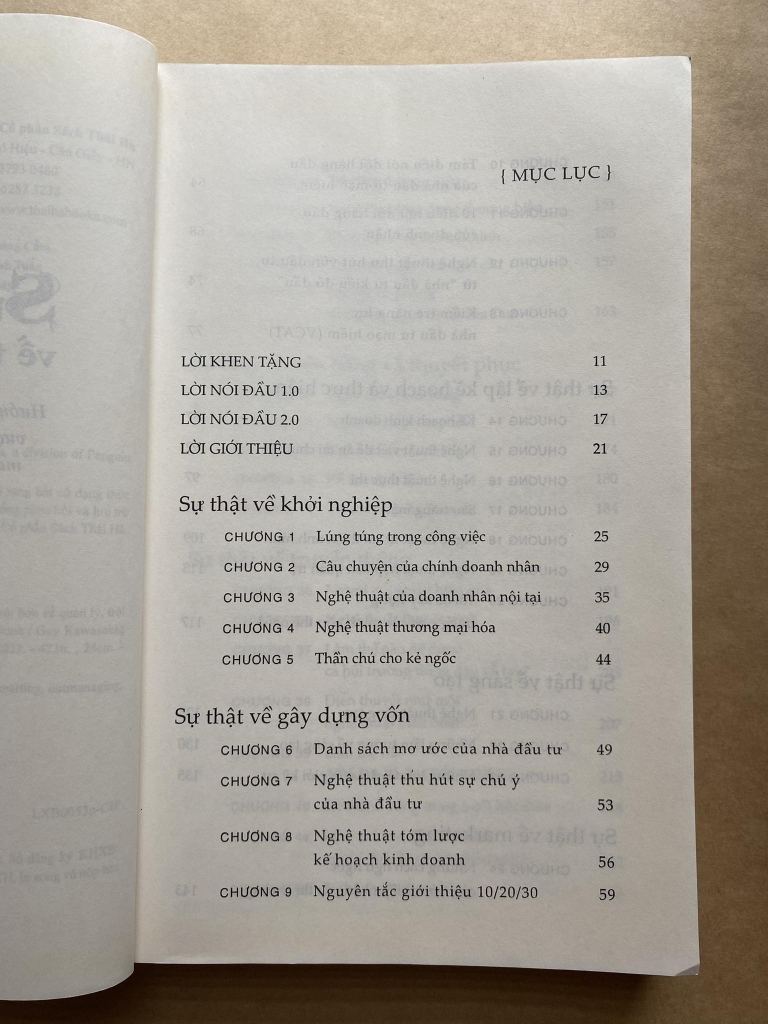 { MỤC LỤC }
LỜI KHEN TẶNG 11
LỜI NÓI ĐẦU 1.0 13
LỜI NÓI ĐẦU 2.0 17
LỜI GIỚI THIỆU 21
Sự thật về khởi nghiệp
CHƯƠNG 1 Lúng túng trong công việc 25
CHƯƠNG 2 Câu chuyện của chính doanh nhân 29
CHƯƠNG 3 Nghệ thuật của doanh nhân nội tại 35
CHƯƠNG 4 Nghệ thuật thương mại hóa 40
CHƯƠNG 5 Thần chú cho kẻ ngốc 44
Sự thật về gây dựng vốn
CHƯƠNG 6 Danh sách mơ ước của nhà đầu tư 49
CHƯƠNG 7 Nghệ thuật thu hút sự chú ý
của nhà đầu tư 53
CHƯƠNG 8 Nghệ thuật tóm lược
kế hoạch kinh doanh 56
CHƯƠNG 9 Nguyên tắc giới thiệu 10/20/30 59